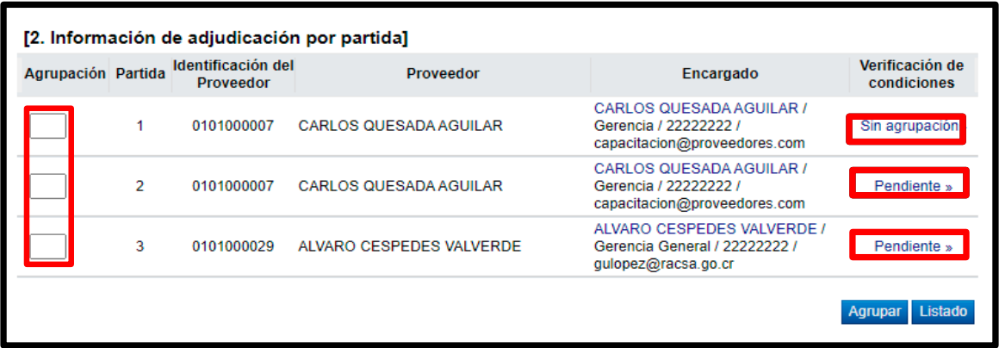 [2. Información de adjudicación por partida]
Agrupación Partida Identificación del Proveedor Proveedor Encargado Verificación de condiciones
1 0101000007 CARLOS QUESADA AGUILAR CARLOS QUESADA AGUILAR / Sin agrupación
Gerencia / 22222222 /
capacitacion@proveedores.com
2 0101000007 CARLOS QUESADA AGUILAR CARLOS QUESADA AGUILAR / Pendiente »
Gerencia / 22222222 /
capacitacion@proveedores.com
3 0101000029 ALVARO CESPEDES VALVERDE ALVARO CESPEDES VALVERDE / Pendiente »
Gerencia General / 22222222 /
gulopez@racsa.go.cr
Agrupar Listado